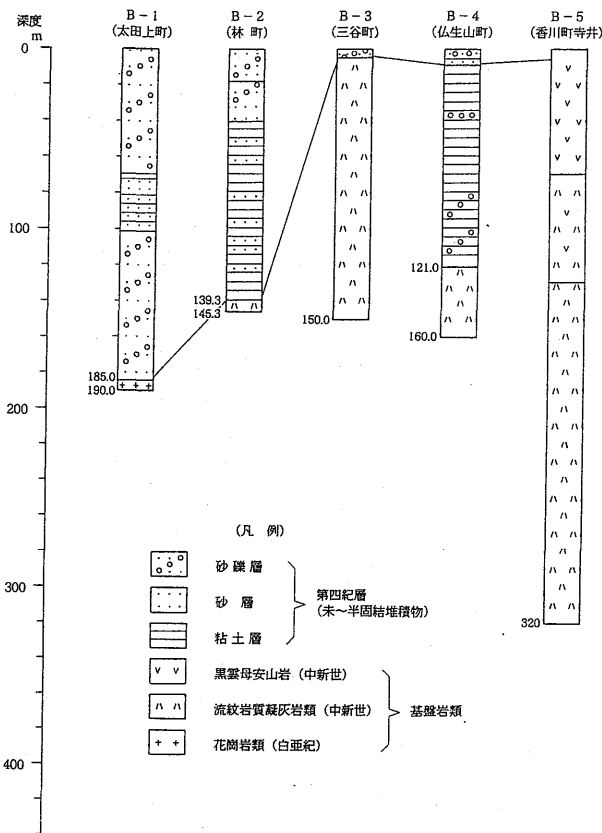 深度
m
B－1
(太田上町)
B－2
(林 町)
B－3
(三谷町)
B－4
(仏生山町)
B－5
(香川町寺井)
0
100
200
300
400
185.0
190.0
139.3
145.3
150.0
121.0
160.0
320
(凡 例)
砂礫層
砂 層
粘土層
第四紀層
(未～半固結堆積物)
黒雲母安山岩 (中新世)
流紋岩質凝灰岩類 (中新世)
花崗岩類 (白亜紀)
基盤岩類